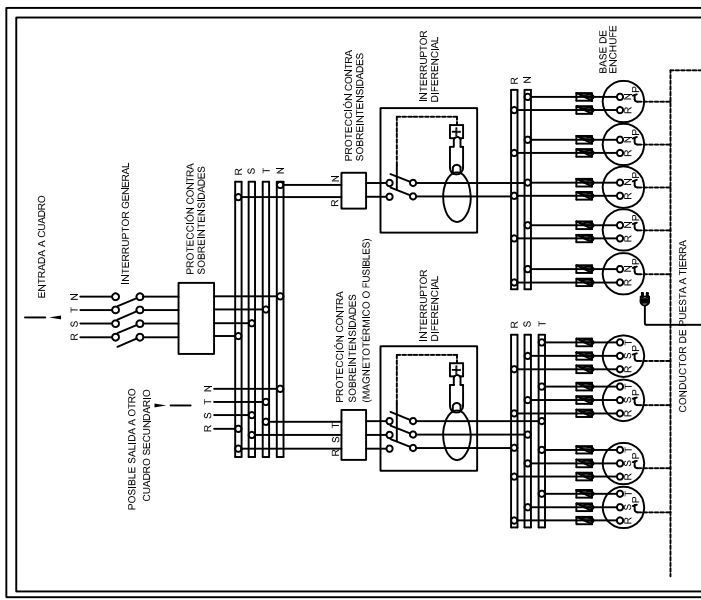 ENTRADA A CUADRO
R S T N
INTERRUPTOR GENERAL
PROTECCIÓN CONTRA
SOBREINTENSIDADES
POSIBLE SALIDA A OTRO
CUADRO SECUNDARIO
R S T N
R
S
T
N
PROTECCIÓN CONTRA
SOBREINTENSIDADES
R N
INTERRUPTOR
DIFERENCIAL
R
N
BASE DE
ENCHUFE
R N P
R N P
R N P
R N P
R N P
PROTECCIÓN CONTRA
SOBREINTENSIDADES
(MAGNETOTÉRMICO O FUSIBLES)
R S T
INTERRUPTOR
DIFERENCIAL
R
S
T
R S T P
R S T P
R S T P
R S T P
CONDUCTOR DE PUESTA A TIERRA